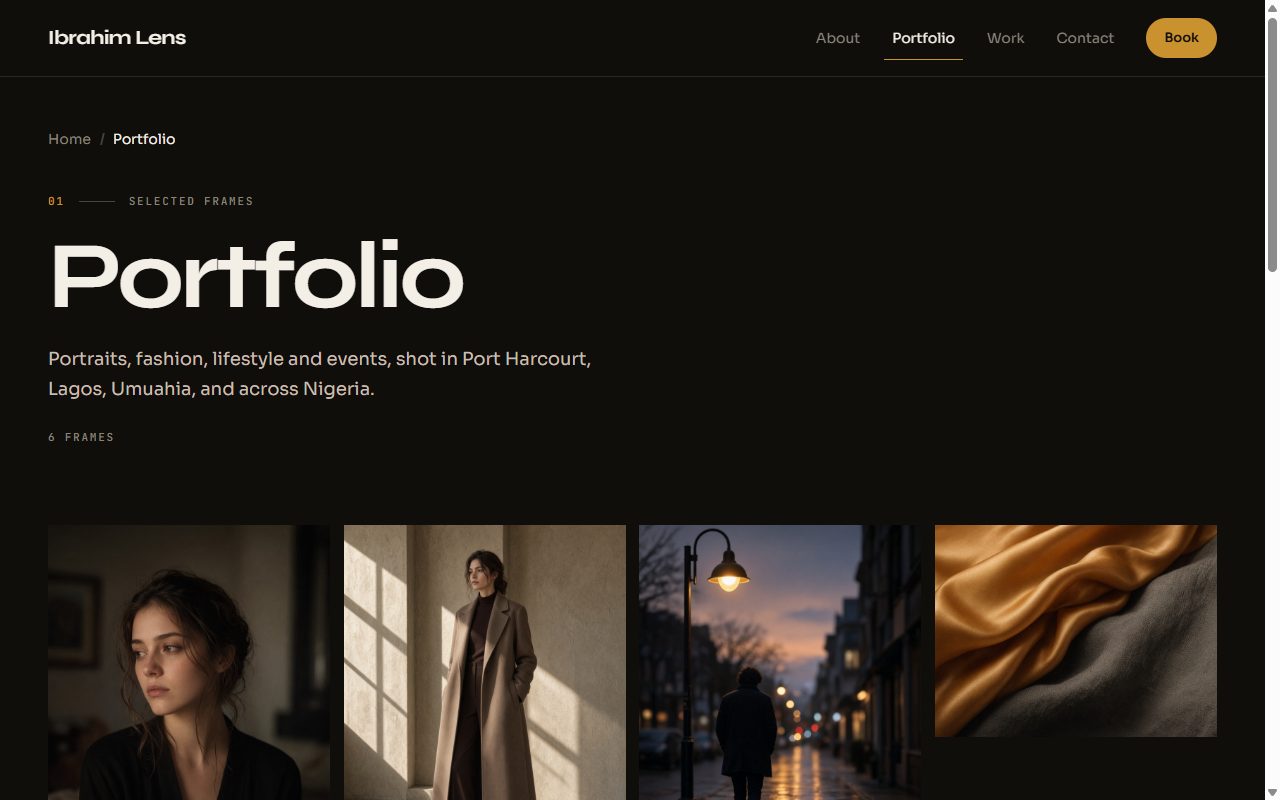 Ibrahim Lens
About Portfolio Work Contact Book
Home / Portfolio
01 SELECTED FRAMES
Portfolio
Portraits, fashion, lifestyle and events, shot in Port Harcourt,
Lagos, Umuahia, and across Nigeria.
6 FRAMES